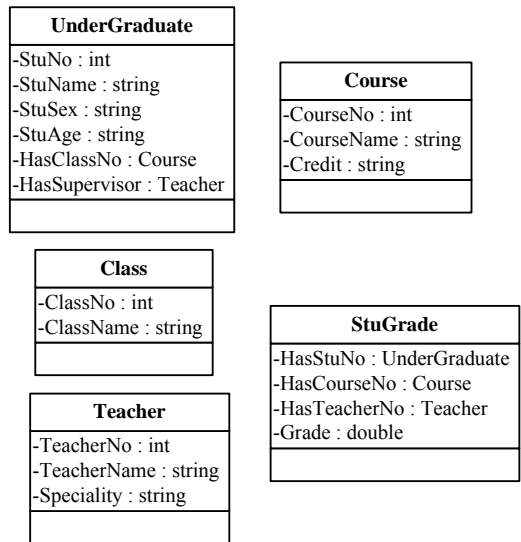 UnderGraduate
-StuNo : int
-StuName : string
-StuSex : string
-StuAge : string
-HasClassNo : Course
-HasSupervisor : Teacher
Course
-CourseNo : int
-CourseName : string
-Credit : string
Class
-ClassNo : int
-ClassName : string
StuGrade
-HasStuNo : UnderGraduate
-HasCourseNo : Course
-HasTeacherNo : Teacher
-Grade : double
Teacher
-TeacherNo : int
-TeacherName : string
-Speciality : string